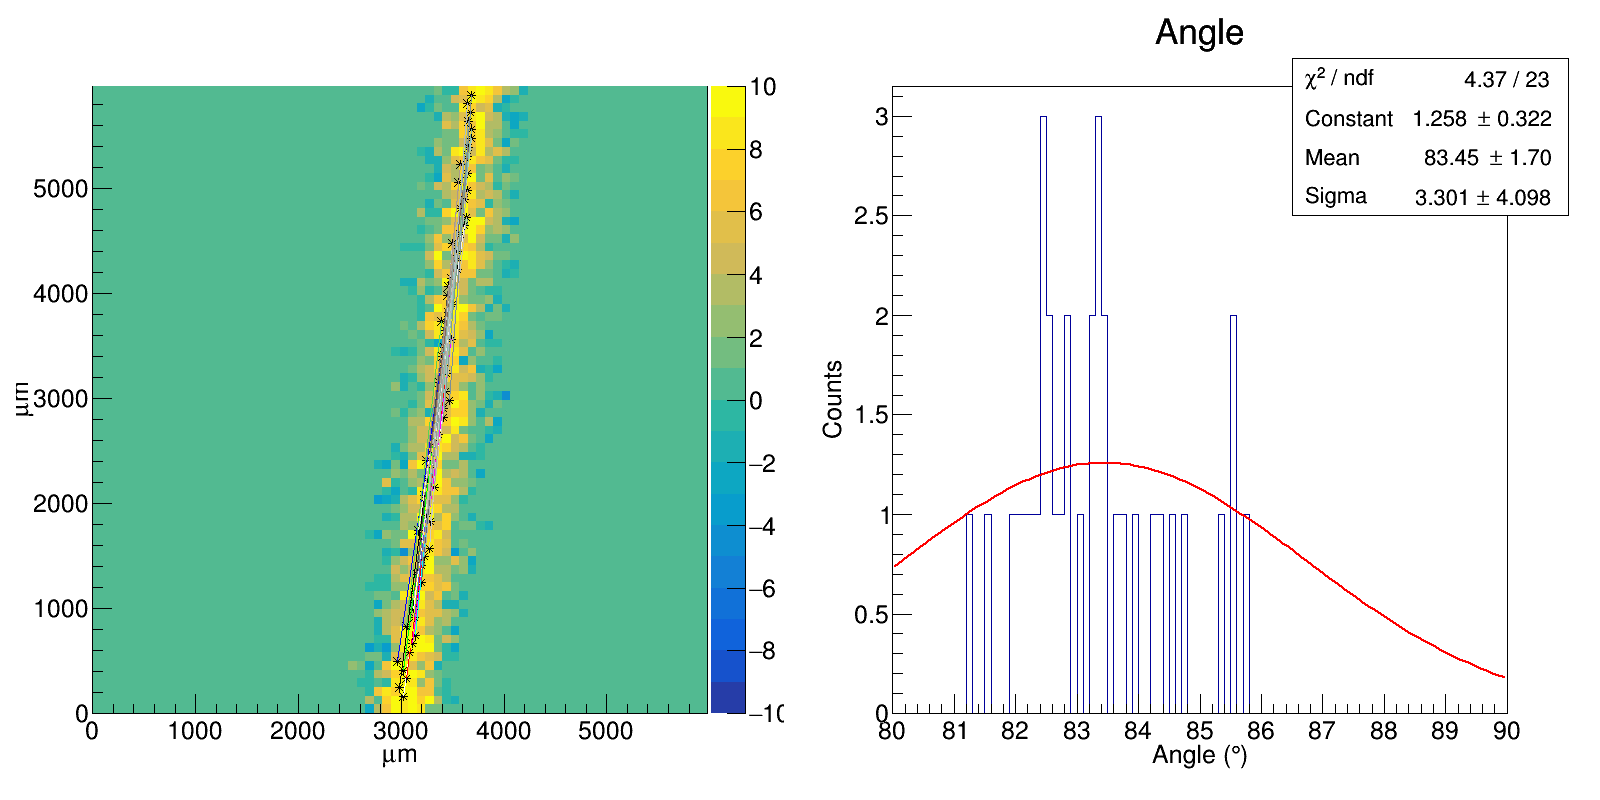 Angle
χ² / ndf 4.37 / 23
Constant 1.258 ± 0.322
Mean 83.45 ± 1.70
Sigma 3.301 ± 4.098
10
8
6
4
2
0
−2
−4
−6
−8
−10
5000
4000
3000
2000
1000
0
μm
0 1000 2000 3000 4000 5000
μm
3
2.5
2
1.5
1
0.5
0
Counts
80 81 82 83 84 85 86 87 88 89 90
Angle (°)